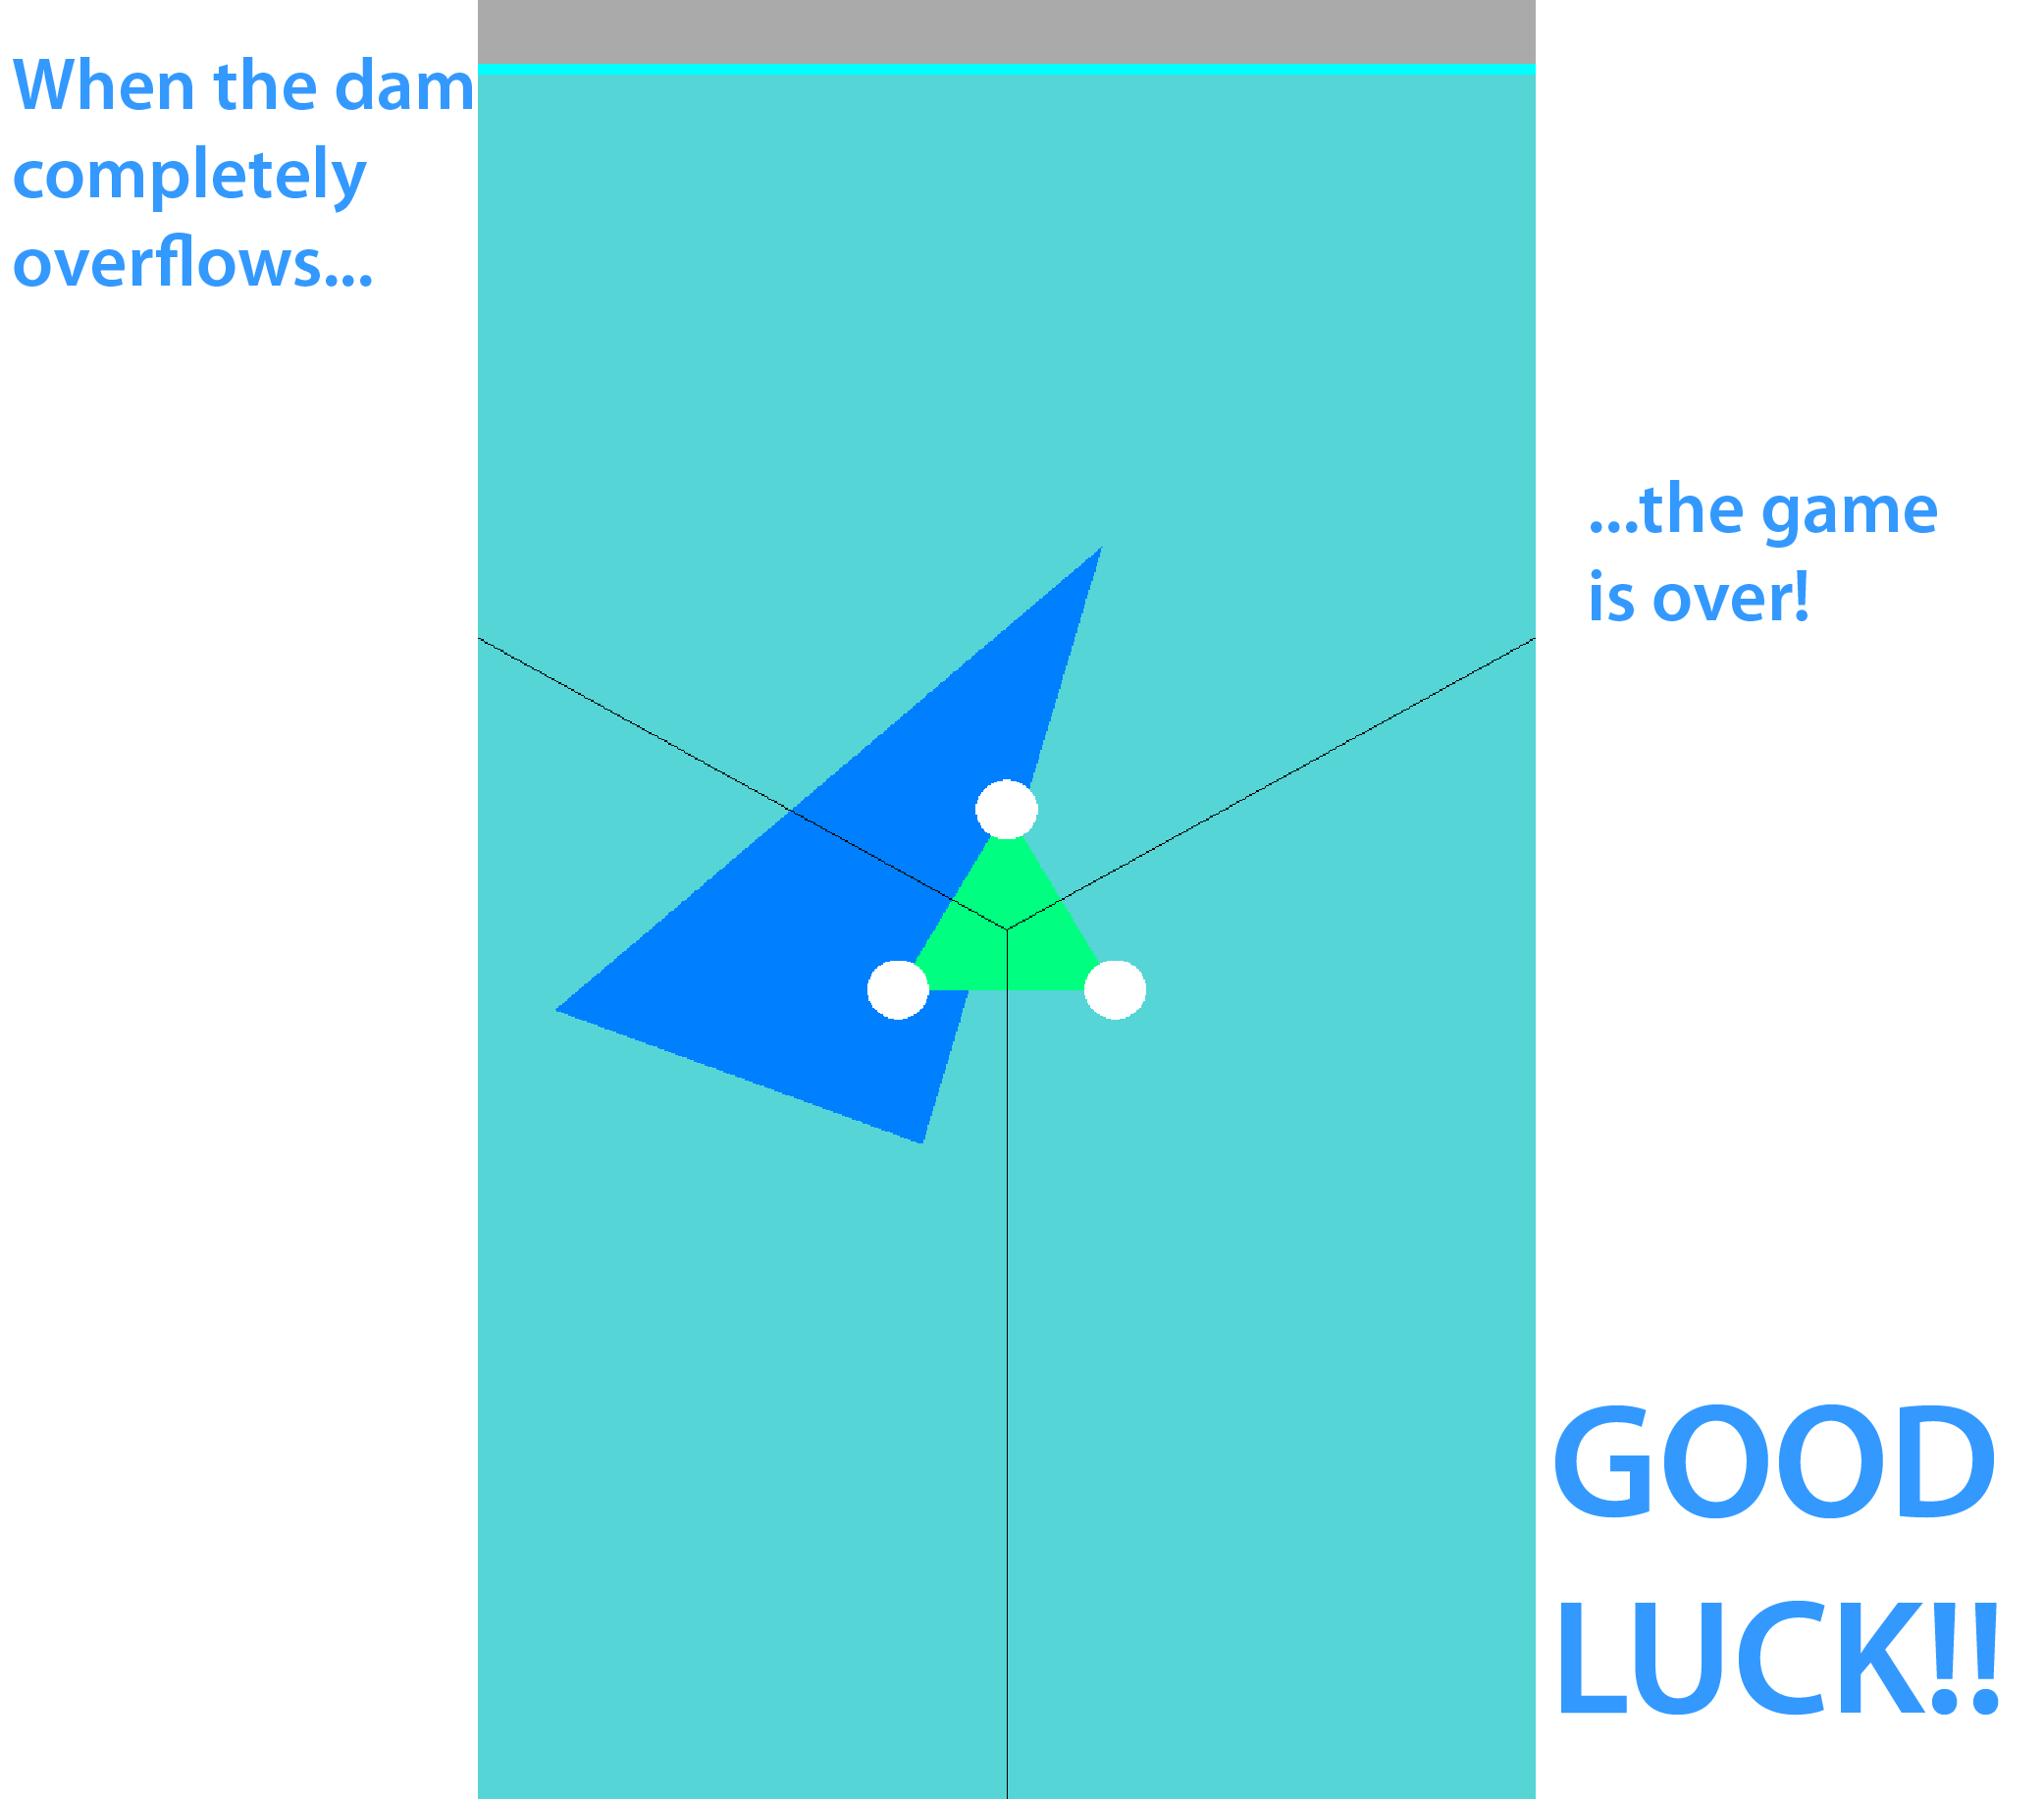 When the dam
completely
overflows...
...the game
is over!
GOOD
LUCK!!